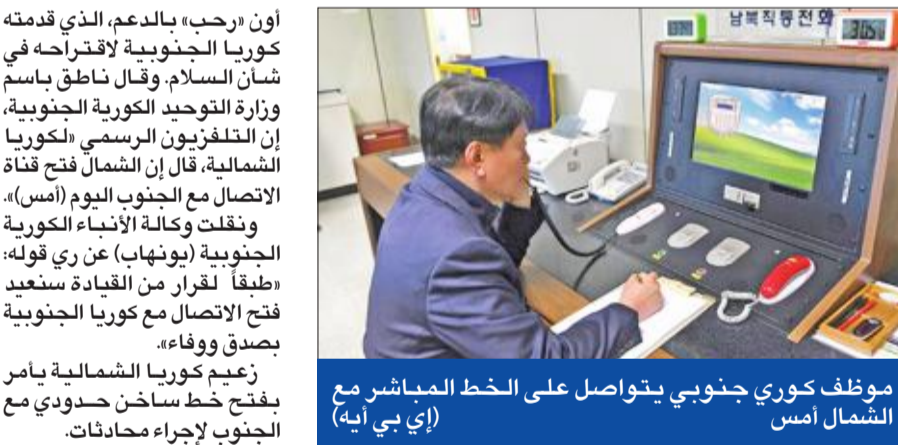 أون «رحب» بالدعم، الذي قدمته
كوريا الجنوبية لاقتراحه في
شأن السلام. وقال ناطق باسم
وزارة التوحيد الكورية الجنوبية،
إن التلفزيون الرسمي «لكوريا
الشمالية، قال إن الشمال فتح قناة
الاتصال مع الجنوب اليوم (أمس)».
ونقلت وكالة الأنباء الكورية
الجنوبية (يونهاب) عن ري قوله:
«طبقاً لقرار من القيادة سنعيد
فتح الاتصال مع كوريا الجنوبية
بصدق ووفاء».
زعيم كوريا الشمالية يأمر
بفتح خط ساخن حدودي مع
الجنوب لإجراء محادثات.
남북직통전화
موظف كوري جنوبي يتواصل على الخط المباشر مع
الشمال أمس (إي بي أيه)